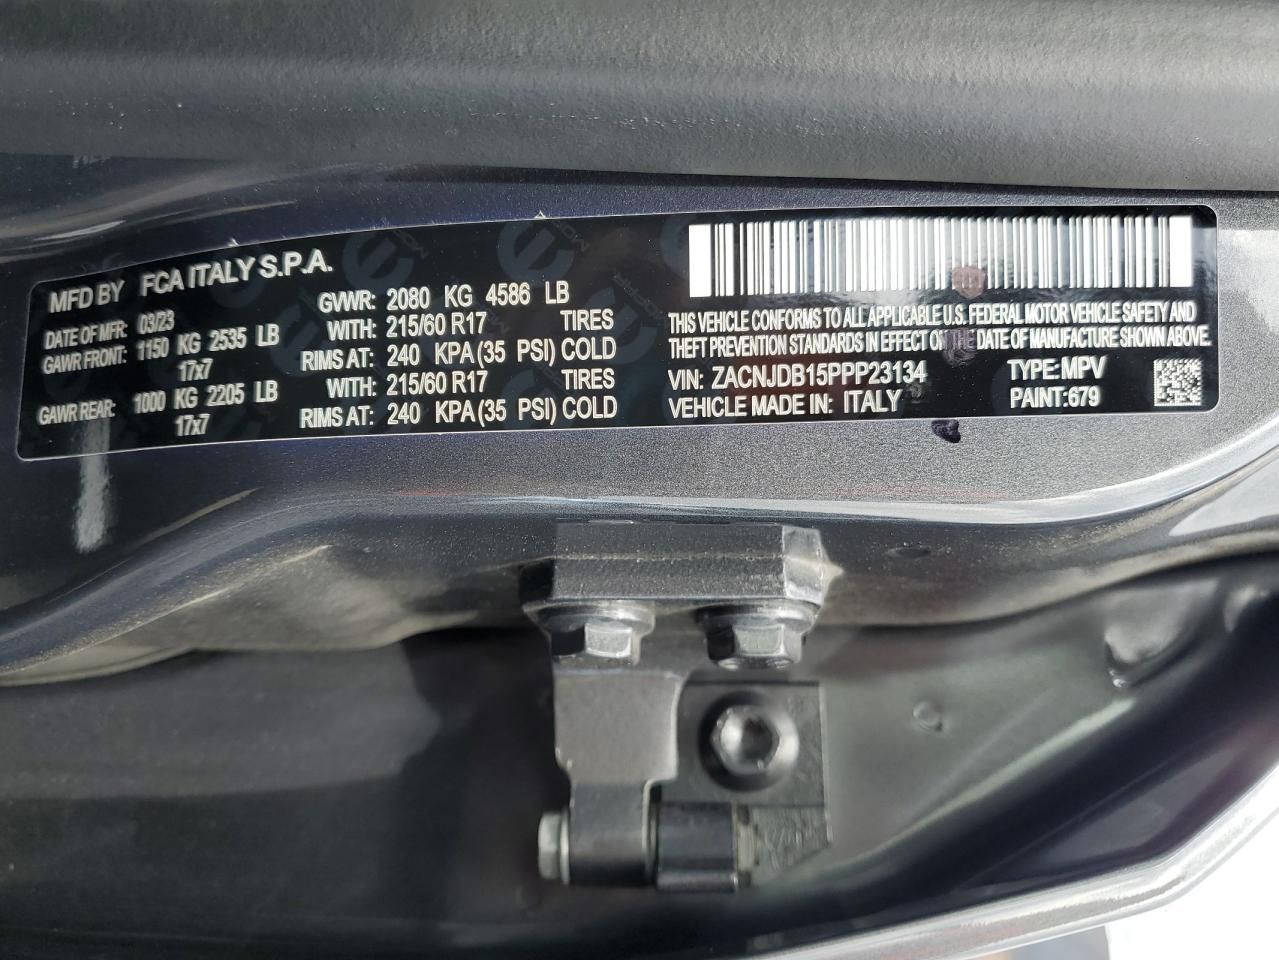 MFD BY FCA ITALY S.P.A.
DATE OF MFR: 03/23 GVWR: 2080 KG 4586 LB
GAWR FRONT: 1150 KG 2535 LB WITH: 215/60 R17 TIRES
17x7 RIMS AT: 240 KPA (35 PSI) COLD
GAWR REAR: 1000 KG 2205 LB WITH: 215/60 R17 TIRES
17x7 RIMS AT: 240 KPA (35 PSI) COLD
THIS VEHICLE CONFORMS TO ALL APPLICABLE U.S. FEDERAL MOTOR VEHICLE SAFETY AND
THEFT PREVENTION STANDARDS IN EFFECT ON THE DATE OF MANUFACTURE SHOWN ABOVE.
VIN: ZACNJDB15PPP23134 TYPE: MPV
VEHICLE MADE IN: ITALY PAINT: 679